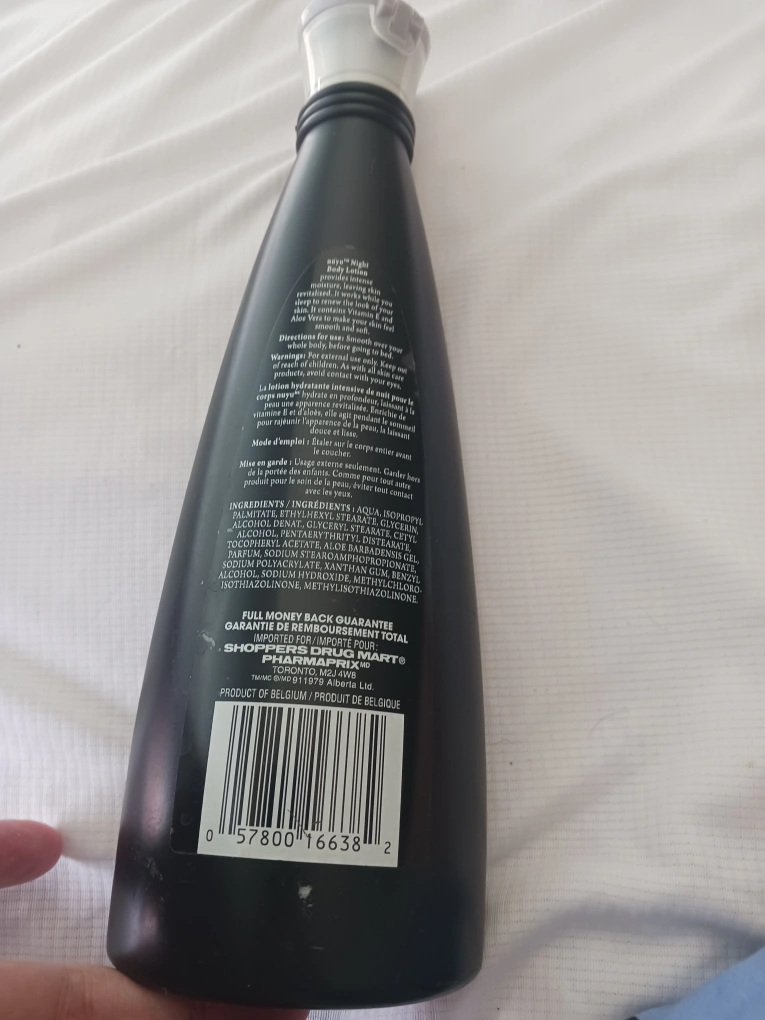 nuyu™ Night
Body Lotion
provides intense
moisture, leaving skin
revitalised. It works while you
sleep to renew the look of your
skin. It contains Vitamin E and
Aloe Vera to make your skin feel
smooth and soft.
Directions for use: Smooth over your
whole body, before going to bed.
Warnings: For external use only. Keep out
of reach of children. As with all skin care
products, avoid contact with your eyes.
La lotion hydratante intensive de nuit pour le
corps nuyu™ hydrate en profondeur, laissant à la
peau une apparence revitalisée. Enrichie de
vitamine E et d'aloès, elle agit pendant le sommeil
pour rajeunir l'apparence de la peau, la laissant
douce et lisse.
Mode d'emploi : Étaler sur le corps entier avant
le coucher.
Mise en garde : Usage externe seulement. Garder hors
de la portée des enfants. Comme pour tout autre
produit pour le soin de la peau, éviter tout contact
avec les yeux.
INGREDIENTS / INGRÉDIENTS : AQUA, ISOPROPYL
PALMITATE, ETHYLHEXYL STEARATE, GLYCERIN,
ALCOHOL DENAT., GLYCERYL STEARATE, CETYL
ALCOHOL, PENTAERYTHRITYL DISTEARATE,
TOCOPHERYL ACETATE, ALOE BARBADENSIS GEL,
PARFUM, SODIUM STEAROAMPHOPROPIONATE,
SODIUM POLYACRYLATE, XANTHAN GUM, BENZYL
ALCOHOL, SODIUM HYDROXIDE, METHYLCHLORO-
ISOTHIAZOLINONE, METHYLISOTHIAZOLINONE.
FULL MONEY BACK GUARANTEE
GARANTIE DE REMBOURSEMENT TOTAL
IMPORTED FOR/IMPORTÉ POUR:
SHOPPERS DRUG MART®
PHARMAPRIX MD
TORONTO, M2J 4W8
TM/MC ®/MD 911979 Alberta Ltd.
PRODUCT OF BELGIUM / PRODUIT DE BELGIQUE
0 57800 16638 2